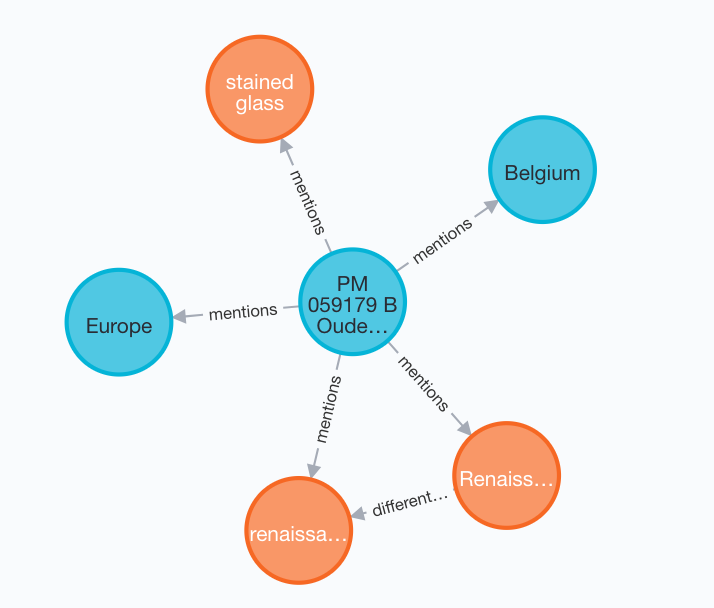 stained
glass
mentions
Belgium
mentions
PM
059179 B
Oude…
mentions
Europe
mentions
mentions
Renaiss…
different…
renaissa…